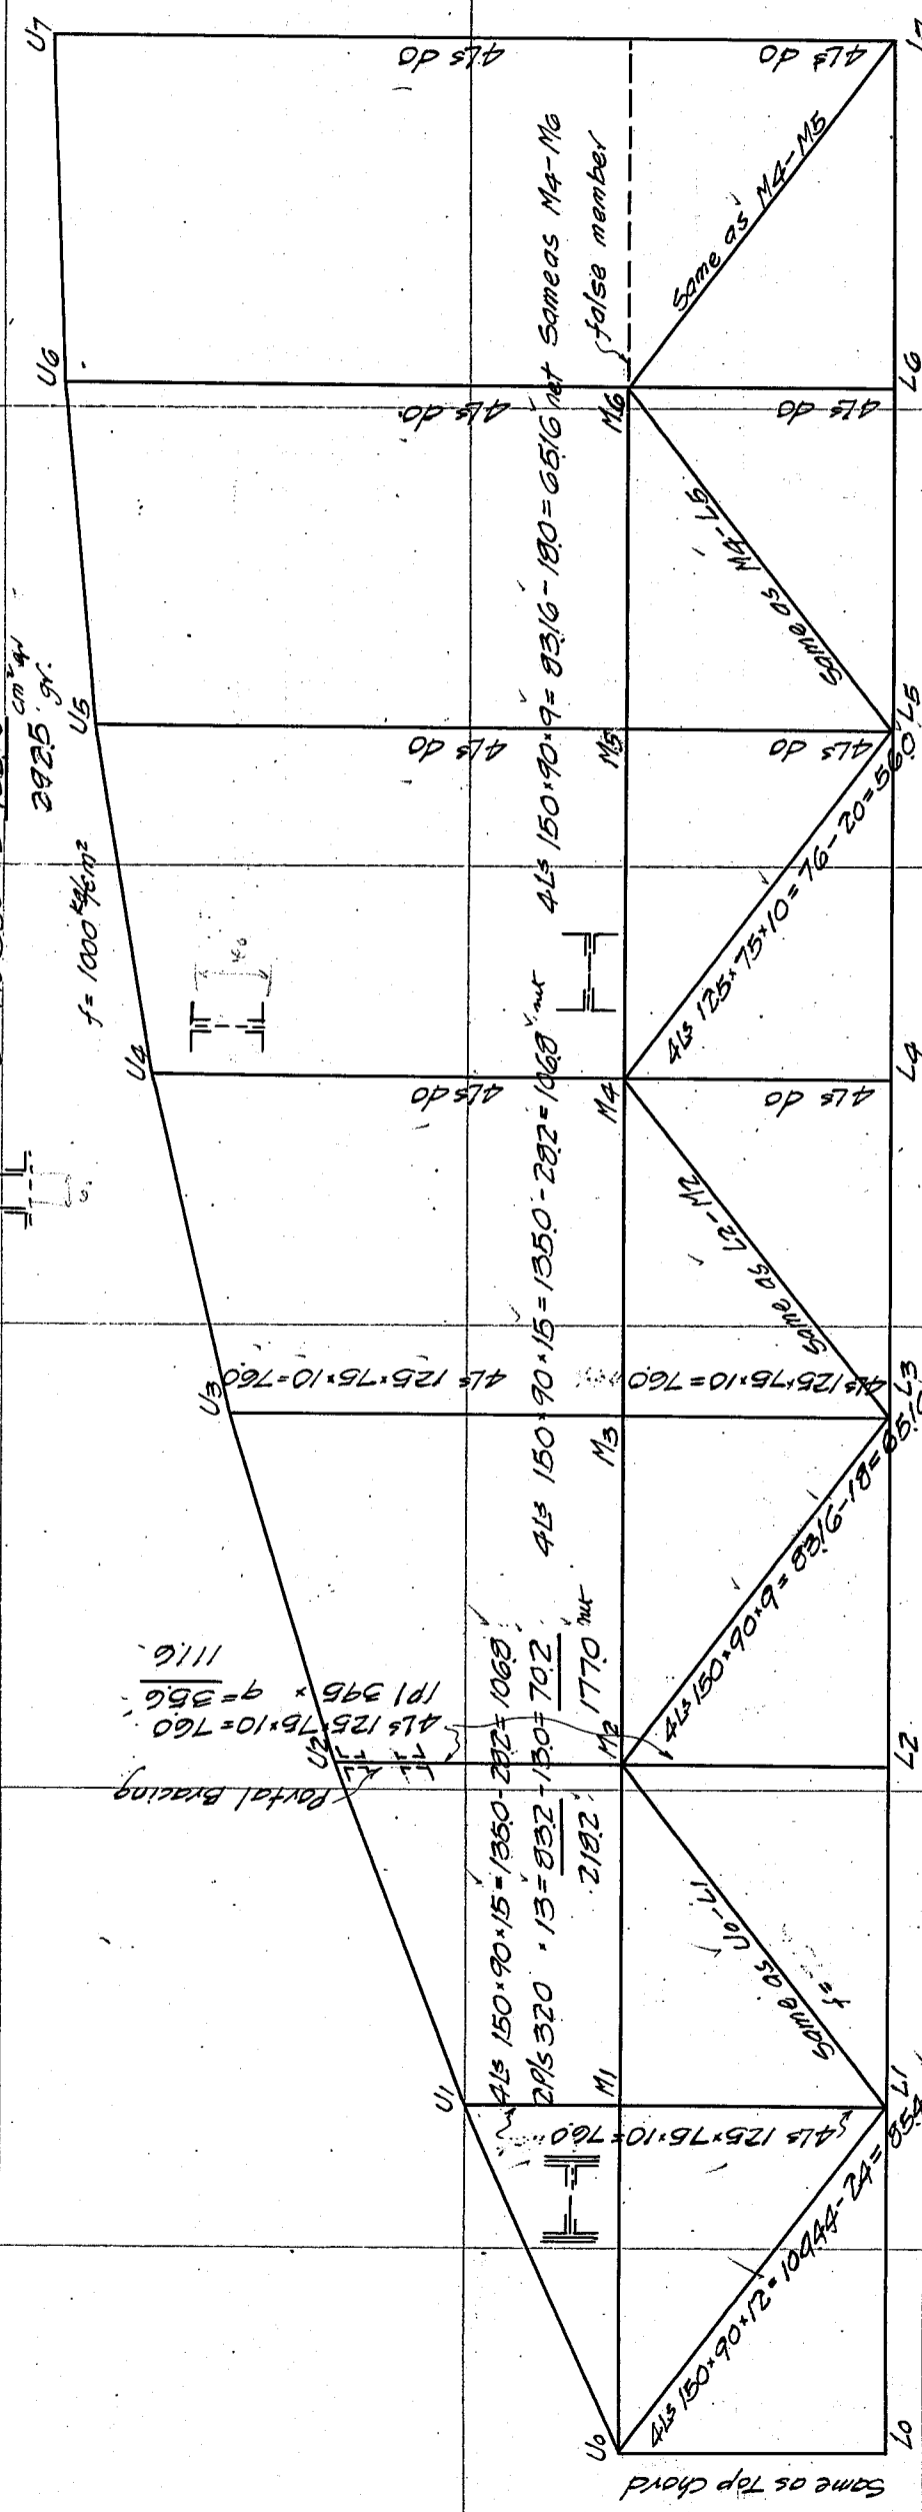 U7
U6
U5
U4
U3
U2
U1
U0
2925 cm² gr.
gr.
f = 1000 kg/cm²
Portal Bracing
4Ls 125×75×10=76.0
1Pl 395 × 9=35.6
111.6
4Ls 125×75×10=76.0
4Ls do
4Ls do
4Ls do.
4Ls do
4Ls 150×90×15=135.0-28.2=106.8
2Pls 320 × 13=83.2-13.0=70.2
218.2
177.0 net
4Ls 150×90×15=135.0-28.2=106.8 net
4Ls 150×90×9=83.16-18.0=65.16 net
Same as M4-M6
false member
M1
M2
M3
M4
M5
M6
Same as Top Chord
4Ls 150×90×12=109.44-24=85.4
4Ls 125×75×10=76.0
Same as U0-L1
4Ls 150×90×9=83.16-18=65.1
4Ls 125×75×10=76.0
Same as L2-M2
4Ls do
4Ls 125×75×10=76-20=56.0
4Ls do
Same as M4-L5
4Ls do
Same as M4-M5
4Ls do
L0
L1
L2
L3
L4
L5
L6